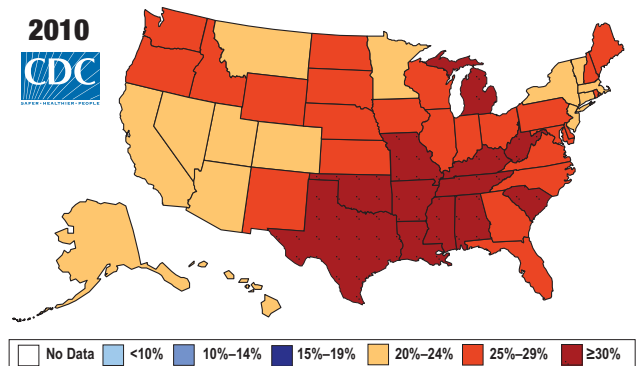 2010
CDC
SAFER • HEALTHIER • PEOPLE
No Data <10% 10%–14% 15%–19% 20%–24% 25%–29% ≥30%